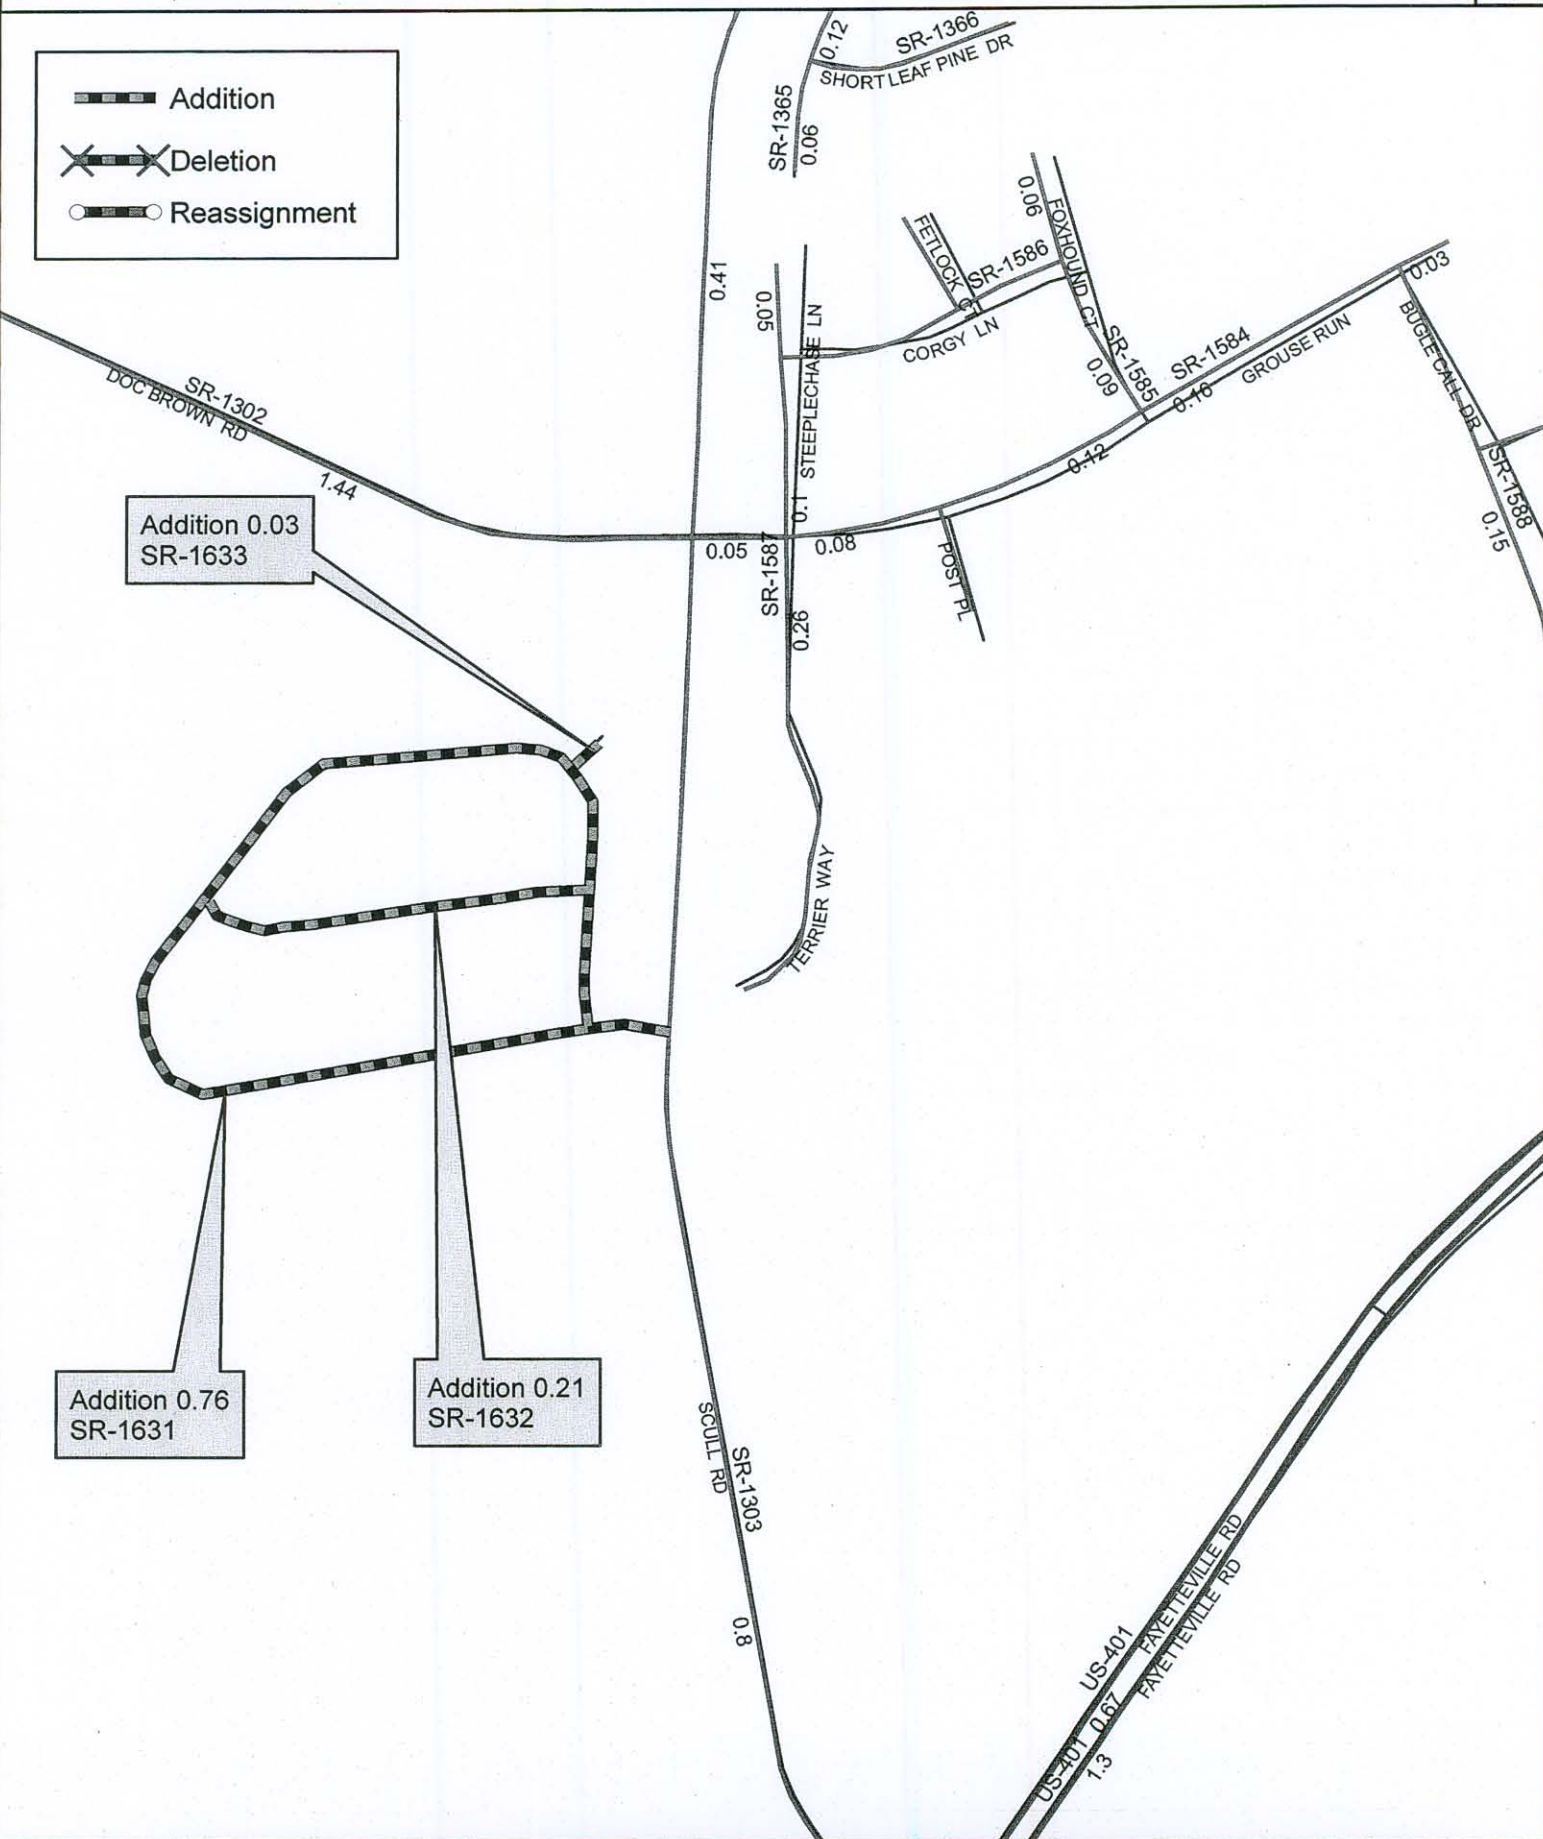 Addition
Deletion
Reassignment
0.12
SR-1366
SHORTLEAF PINE DR
SR-1365
0.06
0.41
0.06
FOXHOUND CT
FETLOCK CT
SR-1586
0.05
STEEPLECHASE LN
CORGY LN
SR-1585
0.09
SR-1584
GROUSE RUN
0.16
0.03
BUGLE CALL DR
SR-1588
0.15
SR-1302
DOC BROWN RD
1.44
0.12
0.1
0.05
SR-1587
0.08
POST PL
0.26
Addition 0.03
SR-1633
TERRIER WAY
Addition 0.76
SR-1631
Addition 0.21
SR-1632
SCULL RD
SR-1303
0.8
FAYETTEVILLE RD
FAYETTEVILLE RD
US-401
0.67
US-401
1.3